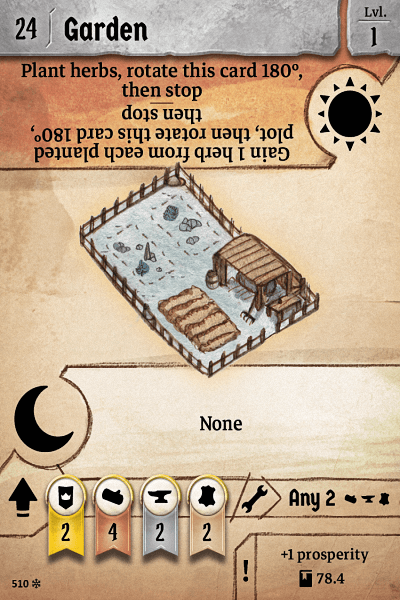 24 Garden
Lvl.
1
Plant herbs, rotate this card 180°,
then stop
Gain 1 herb from each planted
plot, then rotate this card 180°,
then stop
None
2 4 2 2 Any 2
+1 prosperity
! 78.4
510